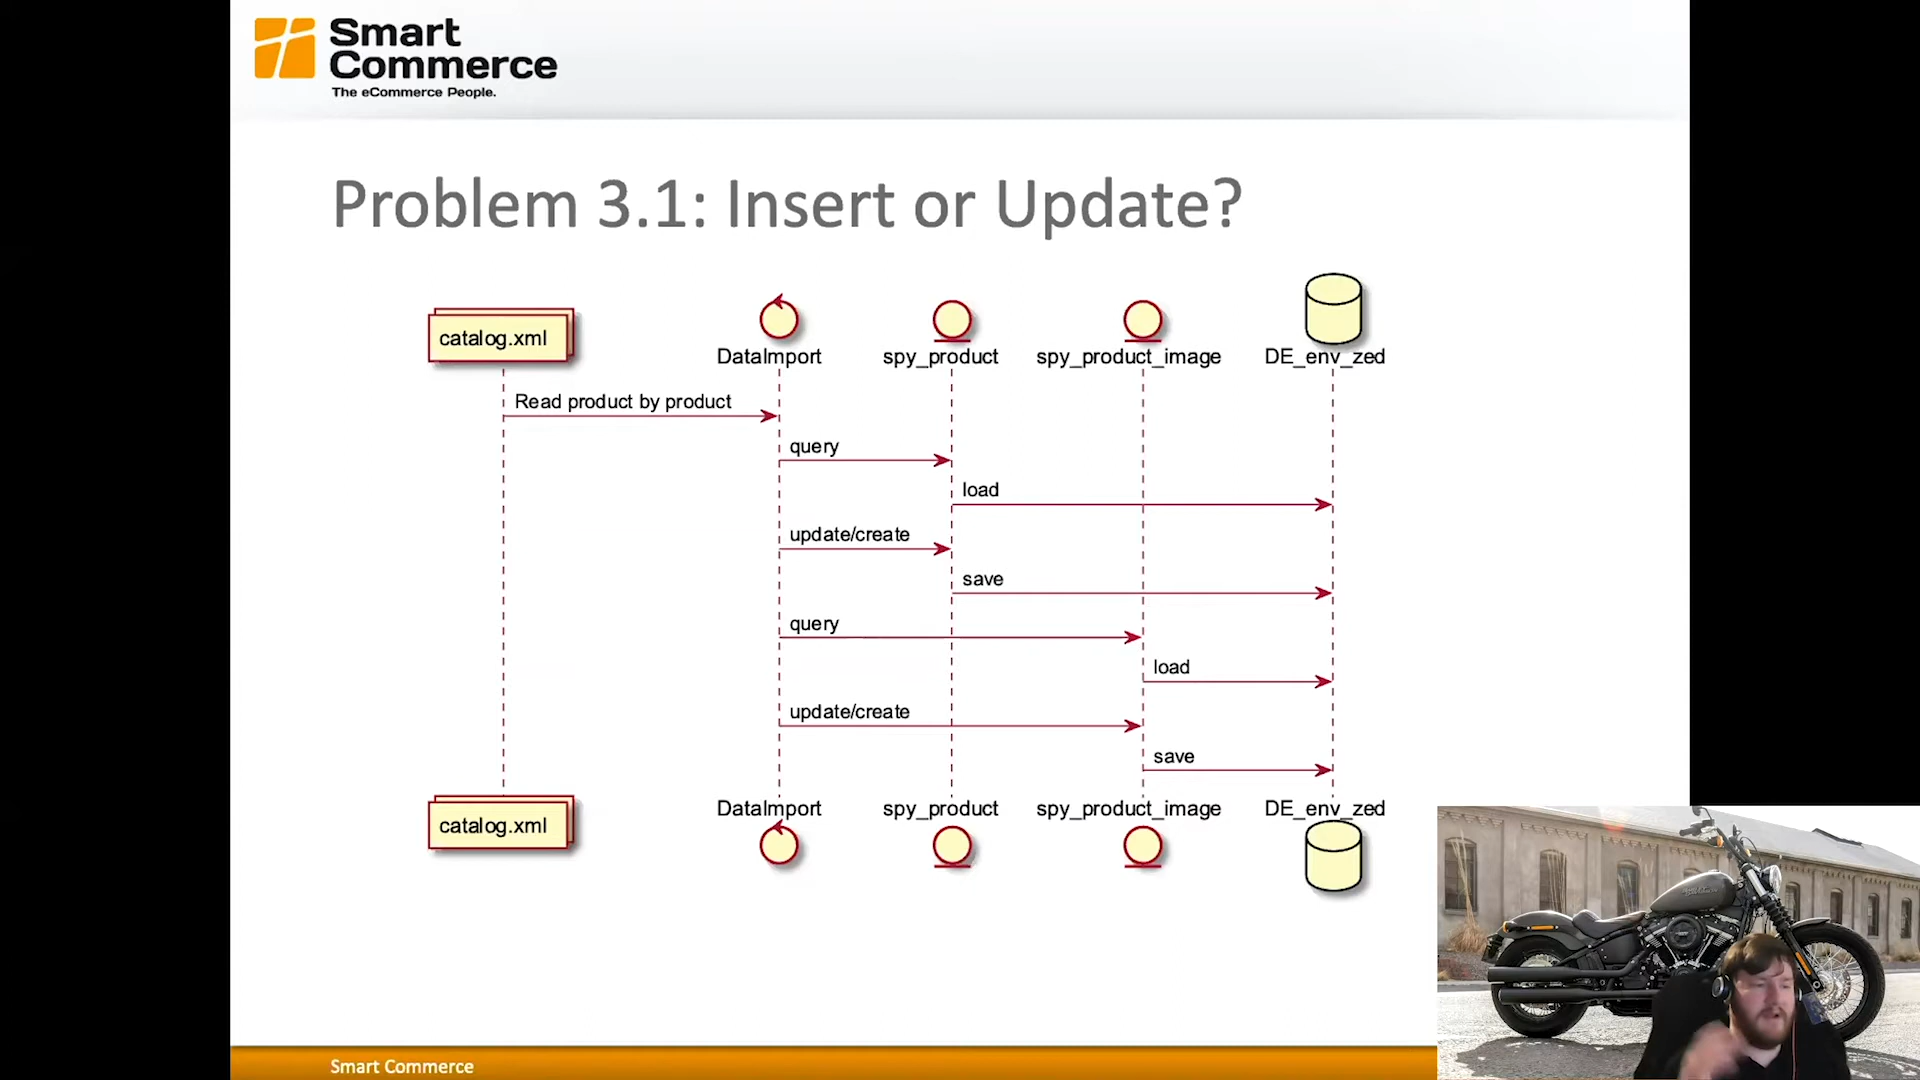 Smart
Commerce
The eCommerce People.
Problem 3.1: Insert or Update?
catalog.xml
DataImport
spy_product
spy_product_image
DE_env_zed
Read product by product
query
load
update/create
save
query
load
update/create
save
catalog.xml
DataImport
spy_product
spy_product_image
DE_env_zed
Smart Commerce